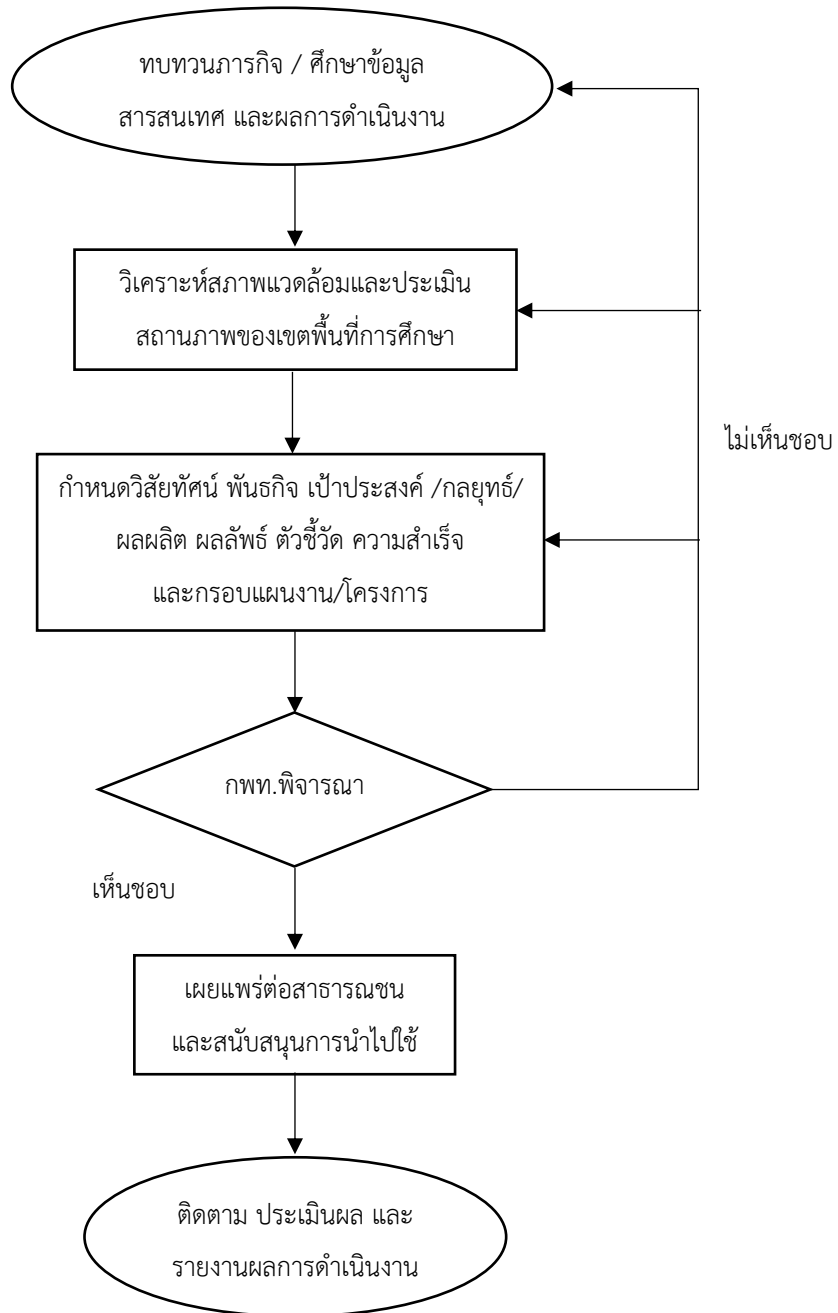 ทบทวนภารกิจ / ศึกษาข้อมูล
สารสนเทศ และผลการดำเนินงาน
วิเคราะห์สภาพแวดล้อมและประเมิน
สถานภาพของเขตพื้นที่การศึกษา
ไม่เห็นชอบ
กำหนดวิสัยทัศน์ พันธกิจ เป้าประสงค์ /กลยุทธ์/
ผลผลิต ผลลัพธ์ ตัวชี้วัด ความสำเร็จ
และกรอบแผนงาน/โครงการ
กพท.พิจารณา
เห็นชอบ
เผยแพร่ต่อสาธารณชน
และสนับสนุนการนำไปใช้
ติดตาม ประเมินผล และ
รายงานผลการดำเนินงาน